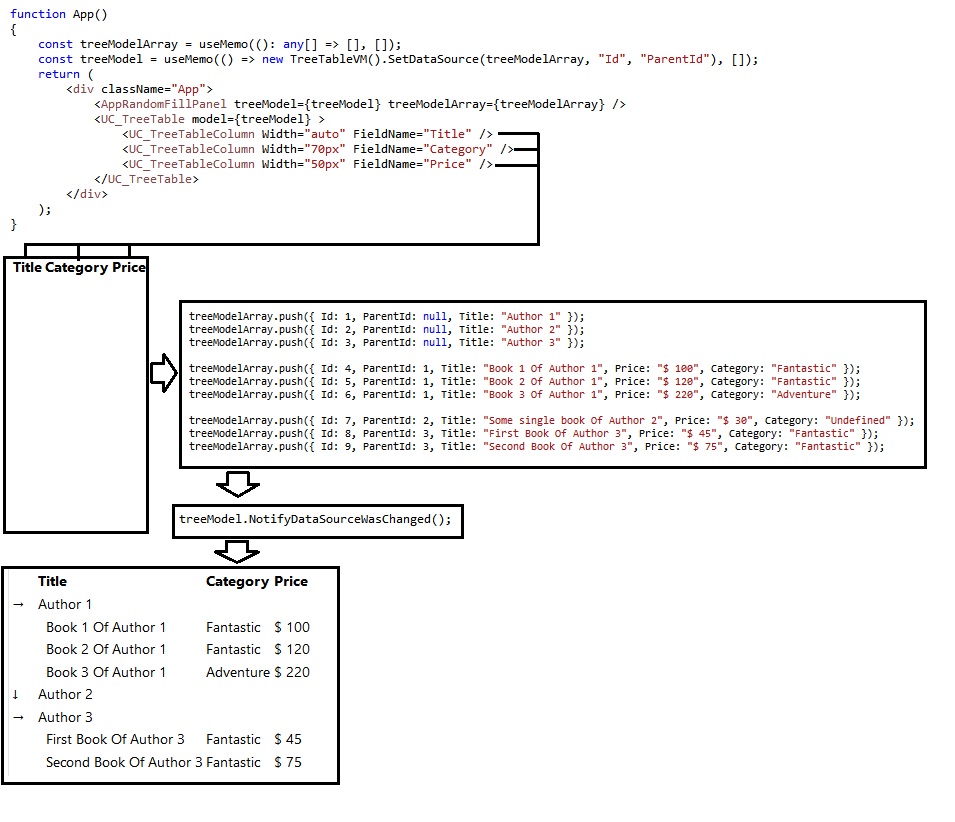 function App()
{
const treeModelArray = useMemo((): any[] => [], []);
const treeModel = useMemo(() => new TreeTableVM().SetDataSource(treeModelArray, "Id", "ParentId"), []);
return (
<div className="App">
<AppRandomFillPanel treeModel={treeModel} treeModelArray={treeModelArray} />
<UC_TreeTable model={treeModel} >
<UC_TreeTableColumn Width="auto" FieldName="Title" />
<UC_TreeTableColumn Width="70px" FieldName="Category" />
<UC_TreeTableColumn Width="50px" FieldName="Price" />
</UC_TreeTable>
</div>
);
}
Title Category Price
treeModelArray.push({ Id: 1, ParentId: null, Title: "Author 1" });
treeModelArray.push({ Id: 2, ParentId: null, Title: "Author 2" });
treeModelArray.push({ Id: 3, ParentId: null, Title: "Author 3" });
treeModelArray.push({ Id: 4, ParentId: 1, Title: "Book 1 Of Author 1", Price: "$ 100", Category: "Fantastic" });
treeModelArray.push({ Id: 5, ParentId: 1, Title: "Book 2 Of Author 1", Price: "$ 120", Category: "Fantastic" });
treeModelArray.push({ Id: 6, ParentId: 1, Title: "Book 3 Of Author 1", Price: "$ 220", Category: "Adventure" });
treeModelArray.push({ Id: 7, ParentId: 2, Title: "Some single book Of Author 2", Price: "$ 30", Category: "Undefined" });
treeModelArray.push({ Id: 8, ParentId: 3, Title: "First Book Of Author 3", Price: "$ 45", Category: "Fantastic" });
treeModelArray.push({ Id: 9, ParentId: 3, Title: "Second Book Of Author 3", Price: "$ 75", Category: "Fantastic" });
treeModel.NotifyDataSourceWasChanged();
Title Category Price
→ Author 1
Book 1 Of Author 1 Fantastic $ 100
Book 2 Of Author 1 Fantastic $ 120
Book 3 Of Author 1 Adventure $ 220
↓ Author 2
→ Author 3
First Book Of Author 3 Fantastic $ 45
Second Book Of Author 3 Fantastic $ 75